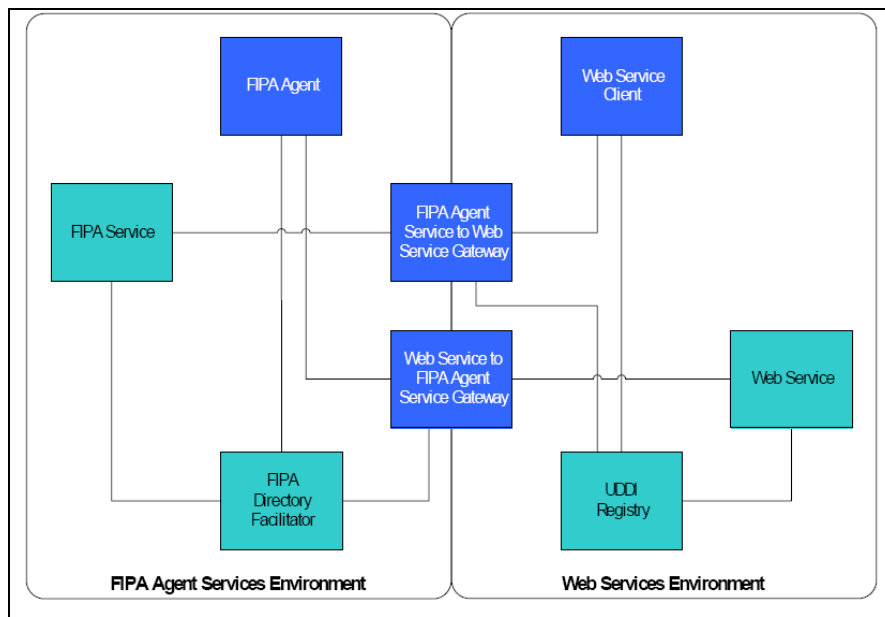 FIPA Agent
Web Service
Client
FIPA Service
FIPA Agent
Service to Web
Service Gateway
Web Service to
FIPA Agent
Service Gateway
Web Service
FIPA
Directory
Facilitator
UDDI
Registry
FIPA Agent Services Environment
Web Services Environment